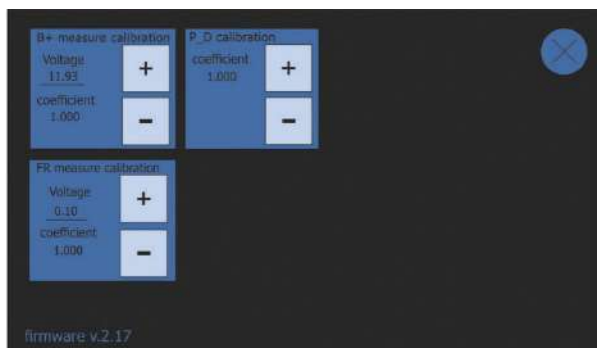 B+ measure calibration
Voltage
11.93
coefficient
1.000
+
-
P_D calibration
coefficient
1.000
+
-
FR measure calibration
Voltage
0.10
coefficient
1.000
+
-
firmware v.2.17